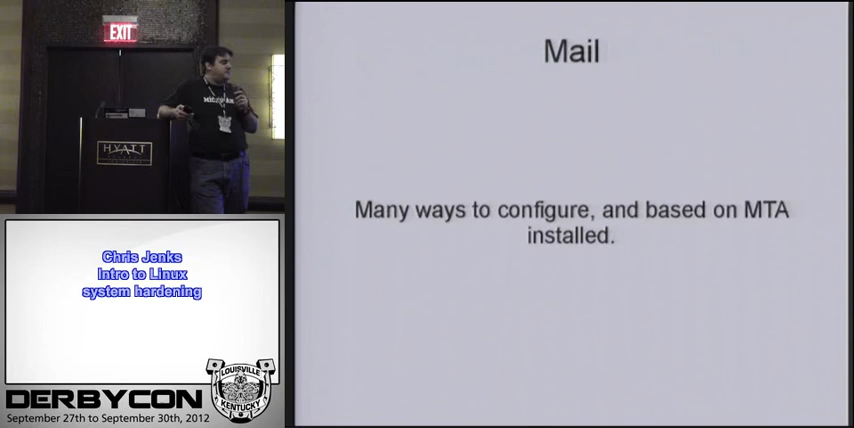 EXIT
MICHIGAN
HYATT
Mail
Many ways to configure, and based on MTA
installed.
Chris Jenks
Intro to Linux
system hardening
LOUISVILLE
KENTUCKY
DERBYCON
September 27th to September 30th, 2012